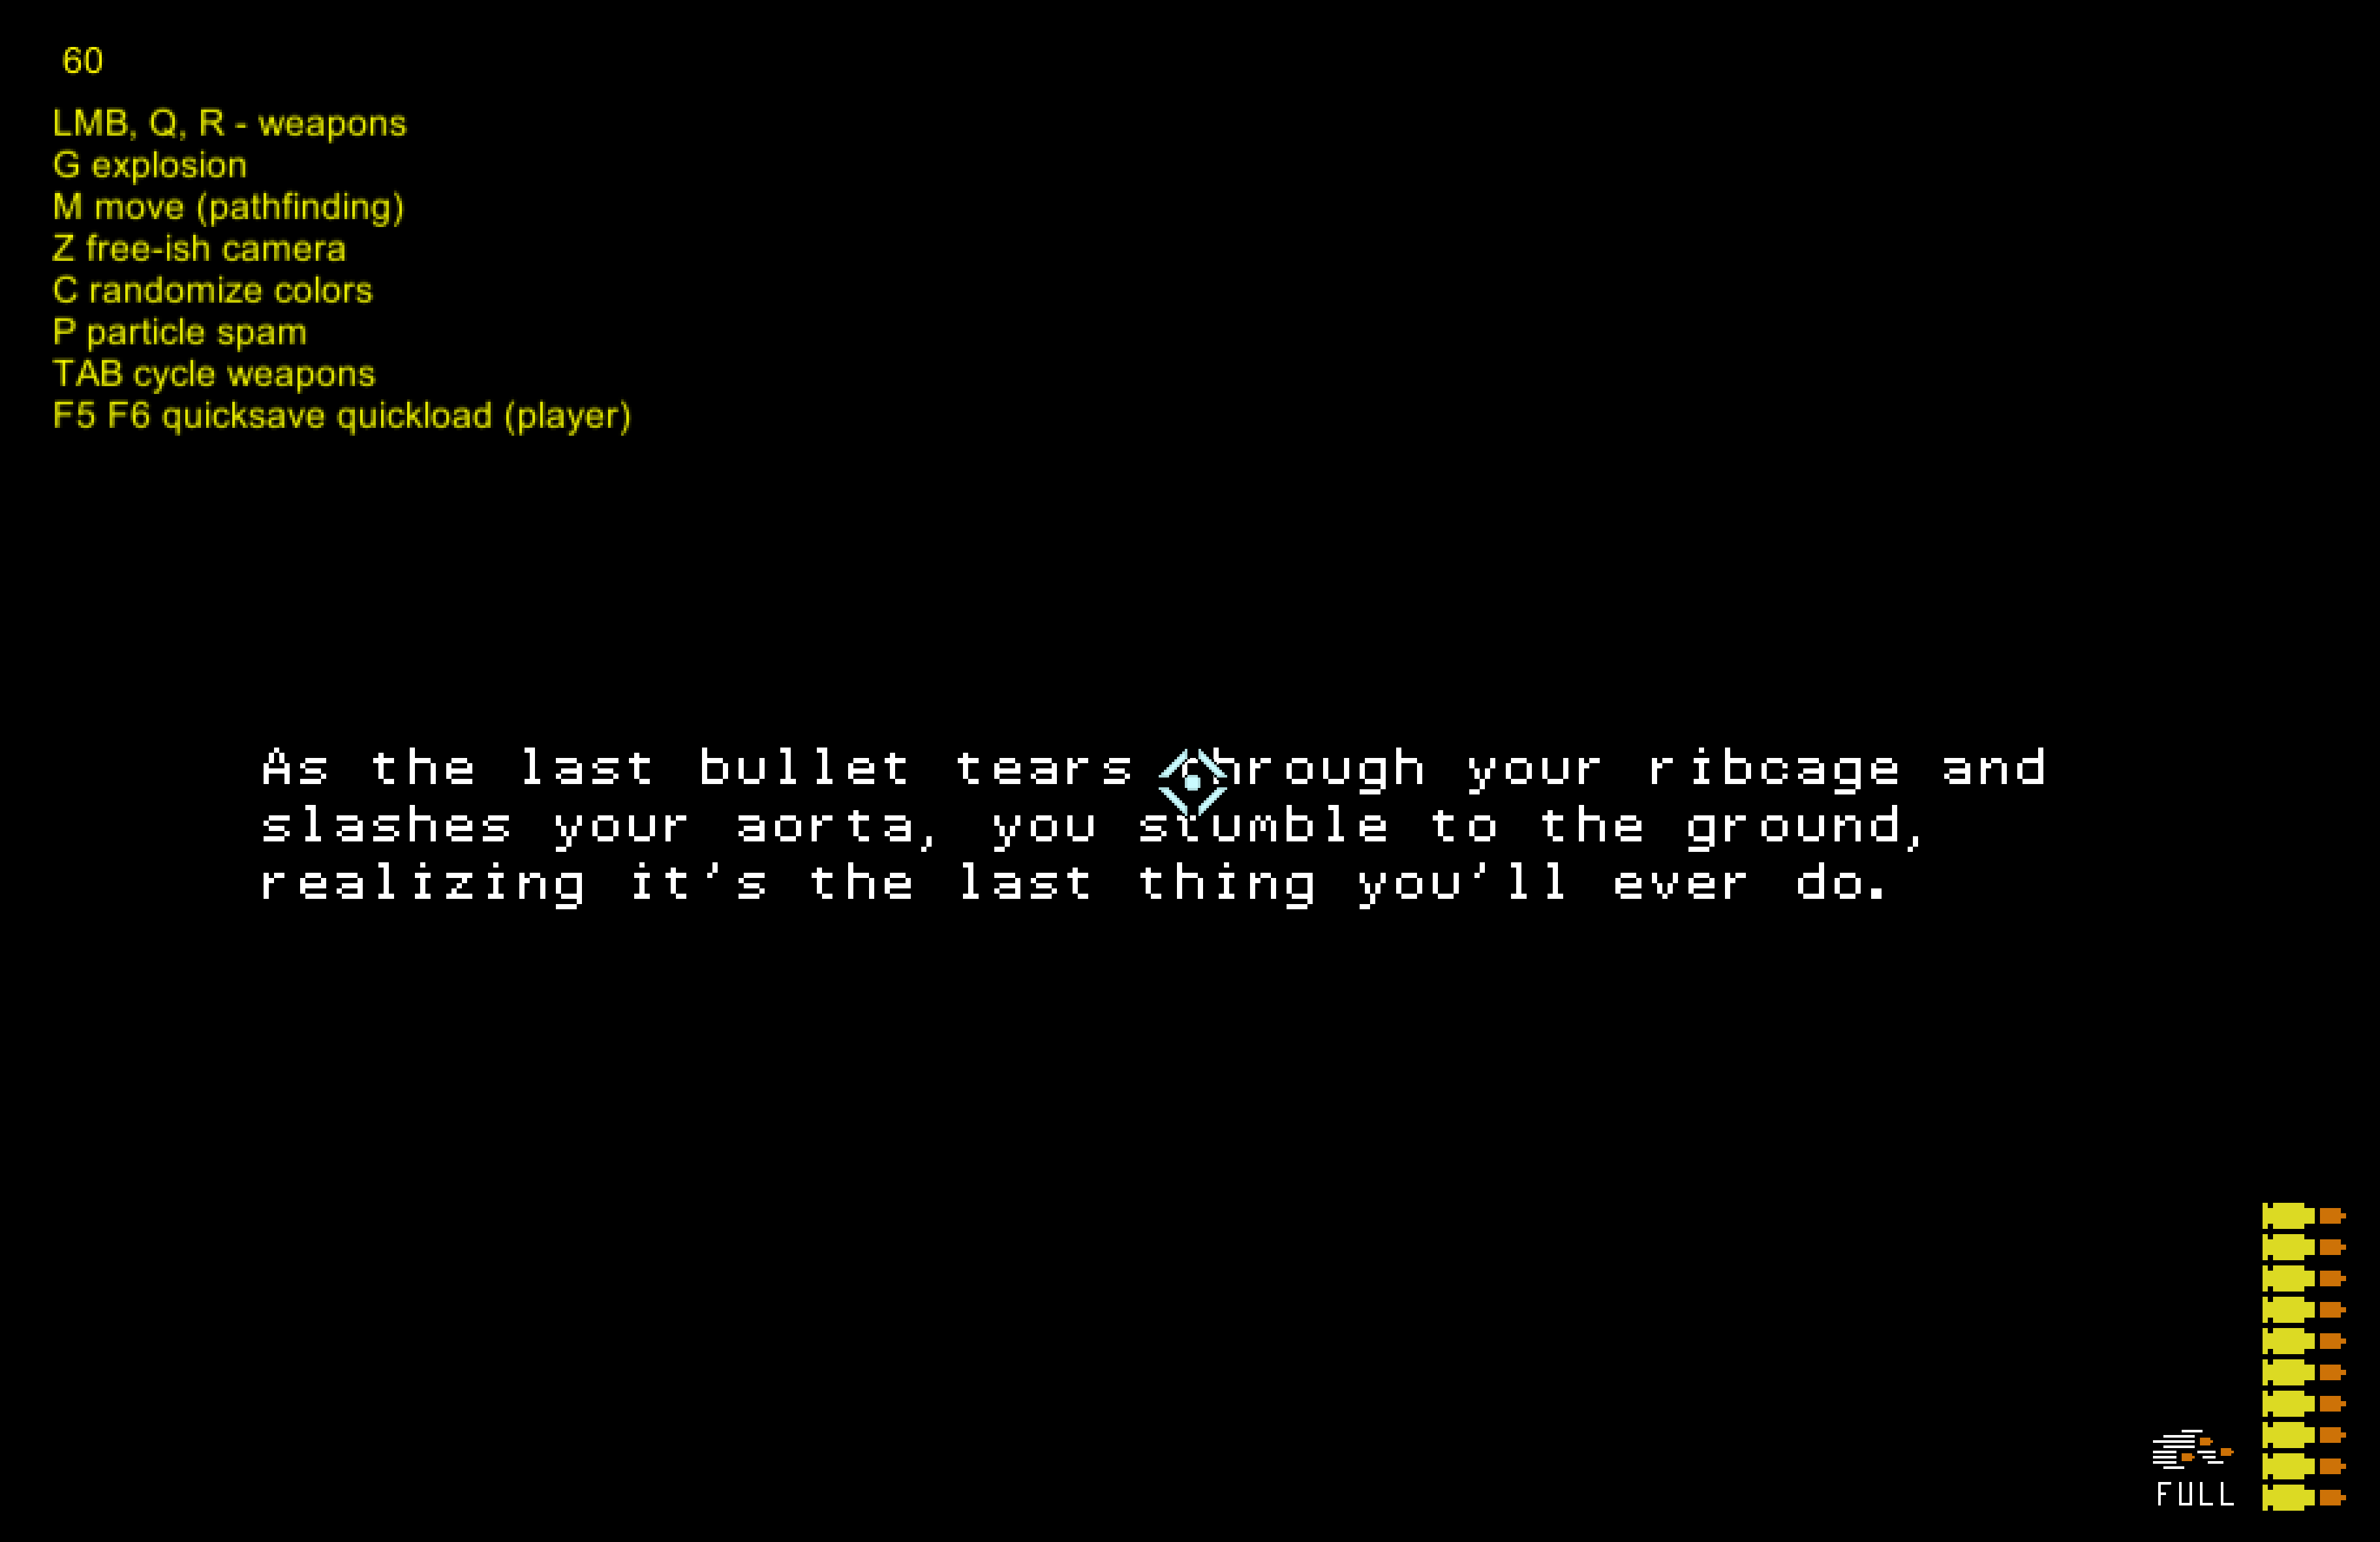 60
LMB, Q, R - weapons
G explosion
M move (pathfinding)
Z free-ish camera
C randomize colors
P particle spam
TAB cycle weapons
F5 F6 quicksave quickload (player)
As the last bullet tears through your ribcage and
slashes your aorta, you stumble to the ground,
realizing it's the last thing you'll ever do.
FULL